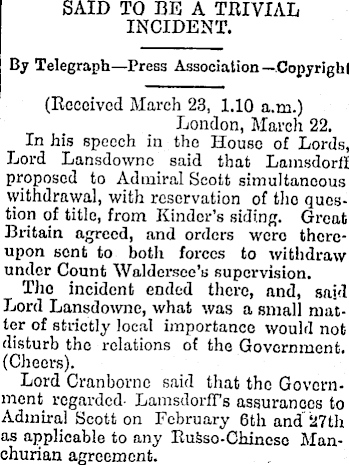 SAID TO BE A TRIVIAL
INCIDENT.
By Telegraph—Press Association—Copyright
(Received March 23, 1.10 a.m.)
London, March 22.
In his speech in the House of Lords,
Lord Lansdowne said that Lamsdorff
proposed to Admiral Scott simultaneous
withdrawal, with reservation of the ques-
tion of title, from Kinder's siding. Great
Britain agreed, and orders were there-
upon sent to both forces to withdraw
under Count Waldersee's supervision.
The incident ended there, and, said
Lord Lansdowne, what was a small mat-
ter of strictly local importance would not
disturb the relations of the Government.
(Cheers).
Lord Cranborne said that the Govern-
ment regarded Lamsdorff's assurances to
Admiral Scott on February 6th and 27th
as applicable to any Russo-Chinese Man-
churian agreement.